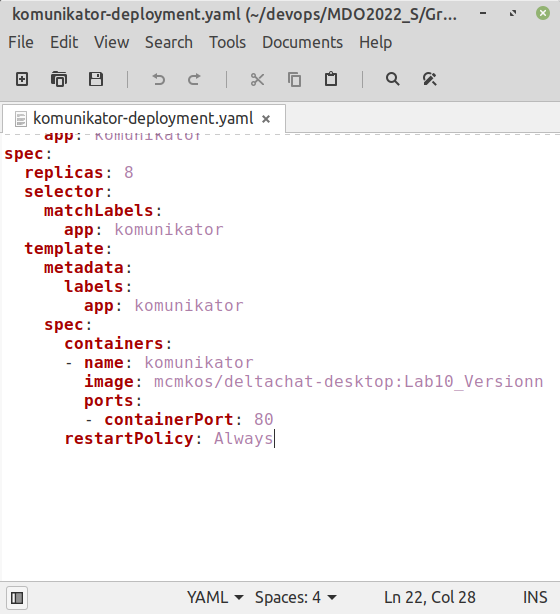 komunikator-deployment.yaml (~/devops/MDO2022_S/Gr...
File Edit View Search Tools Documents Help
komunikator-deployment.yaml ×
app: komunikator
spec:
  replicas: 8
  selector:
    matchLabels:
      app: komunikator
  template:
    metadata:
      labels:
        app: komunikator
    spec:
      containers:
      - name: komunikator
        image: mcmkos/deltachat-desktop:Lab10_Versionn
        ports:
        - containerPort: 80
      restartPolicy: Always
YAML Spaces: 4 Ln 22, Col 28 INS